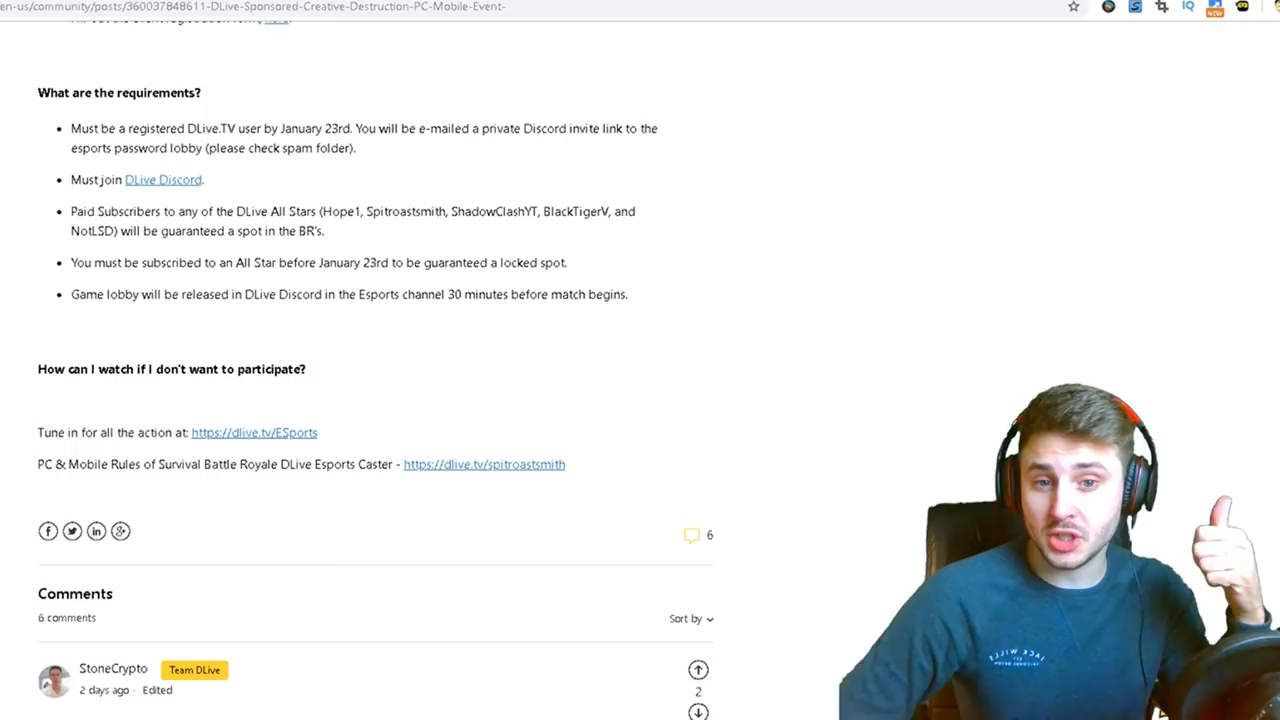 en-us/community/posts/360037848611-DLive-Sponsored-Creative-Destruction-PC-Mobile-Event-
What are the requirements?
Must be a registered DLive.TV user by January 23rd. You will be e-mailed a private Discord invite link to the
esports password lobby (please check spam folder).
Must join DLive Discord.
Paid Subscribers to any of the DLive All Stars (Hope1, Spitroastsmith, ShadowClashYT, BlackTigerV, and
NotLSD) will be guaranteed a spot in the BR's.
You must be subscribed to an All Star before January 23rd to be guaranteed a locked spot.
Game lobby will be released in DLive Discord in the Esports channel 30 minutes before match begins.
How can I watch if I don't want to participate?
Tune in for all the action at: https://dlive.tv/ESports
PC & Mobile Rules of Survival Battle Royale DLive Esports Caster - https://dlive.tv/spitroastsmith
6
Comments
6 comments
Sort by
StoneCrypto Team DLive
2 days ago · Edited
2
JACK WILLS